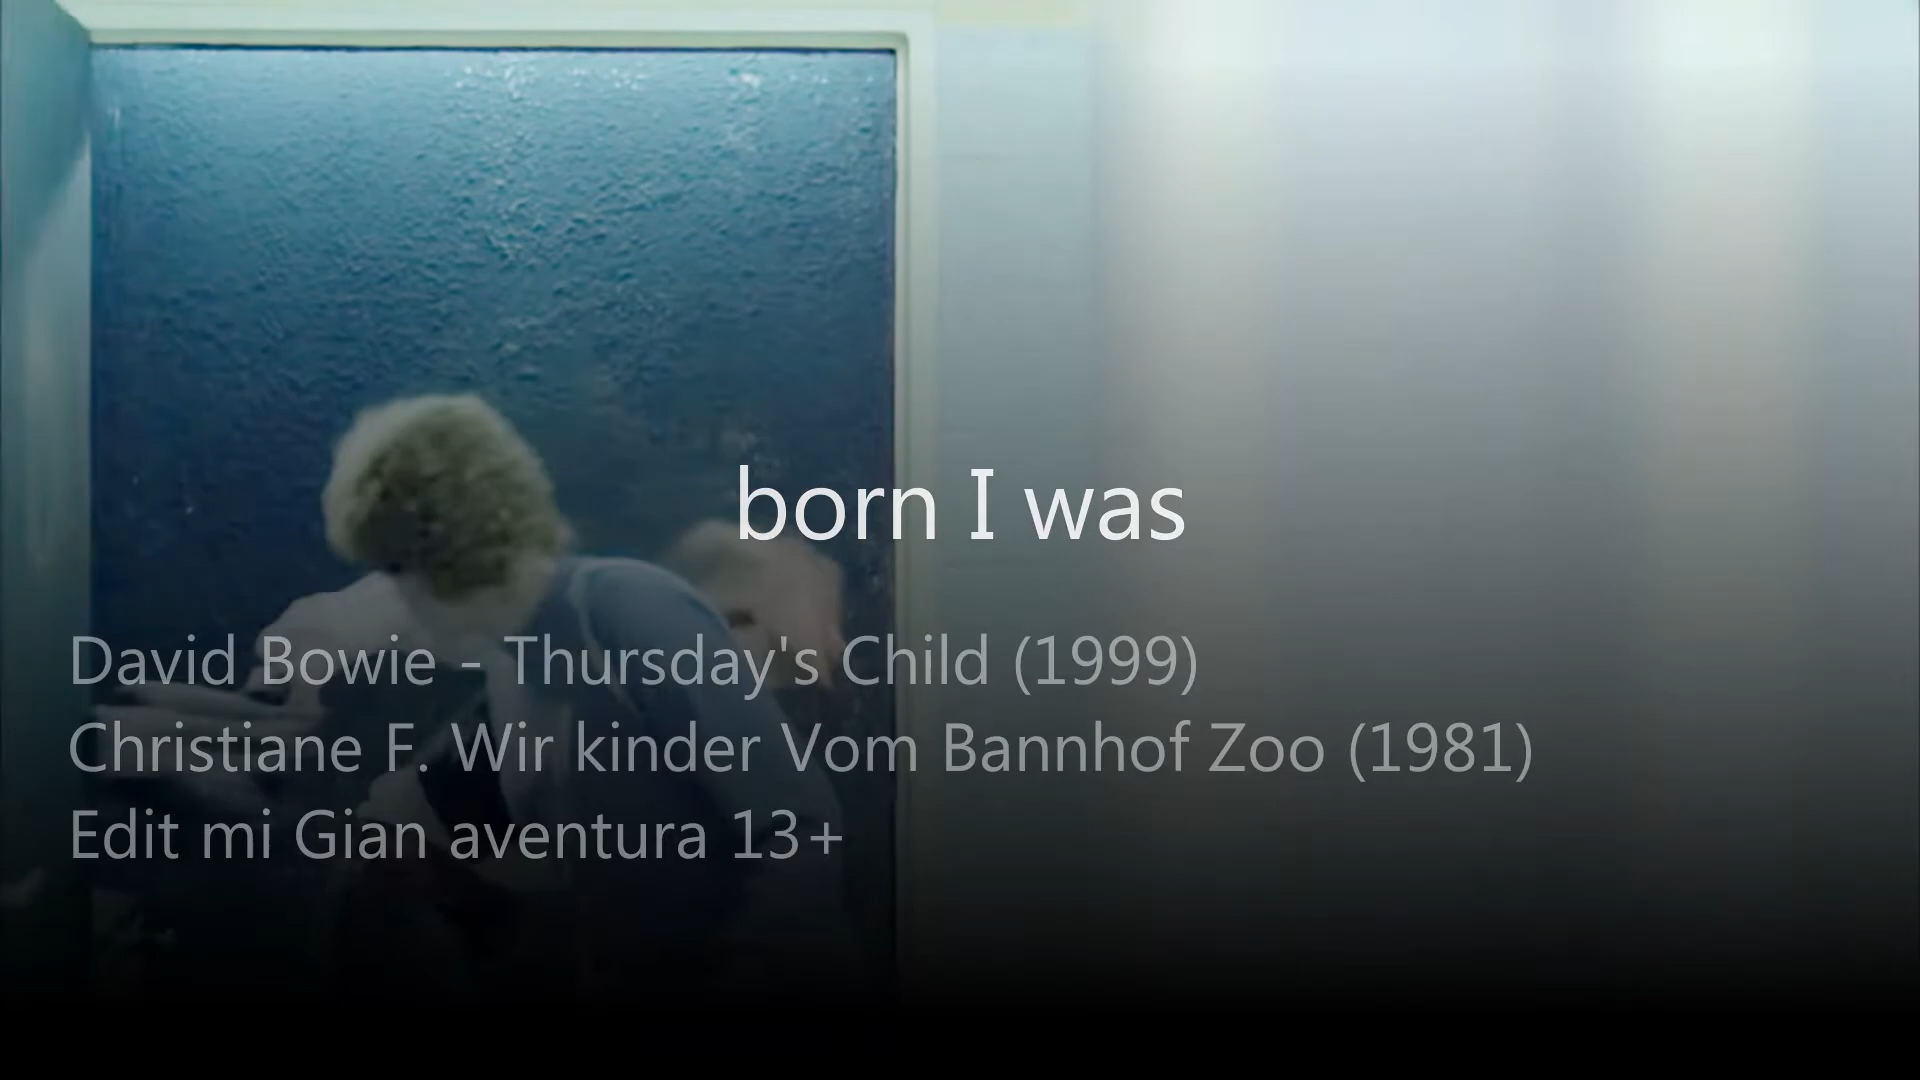 born I was
David Bowie - Thursday's Child (1999)
Christiane F. Wir kinder Vom Bannhof Zoo (1981)
Edit mi Gian aventura 13+